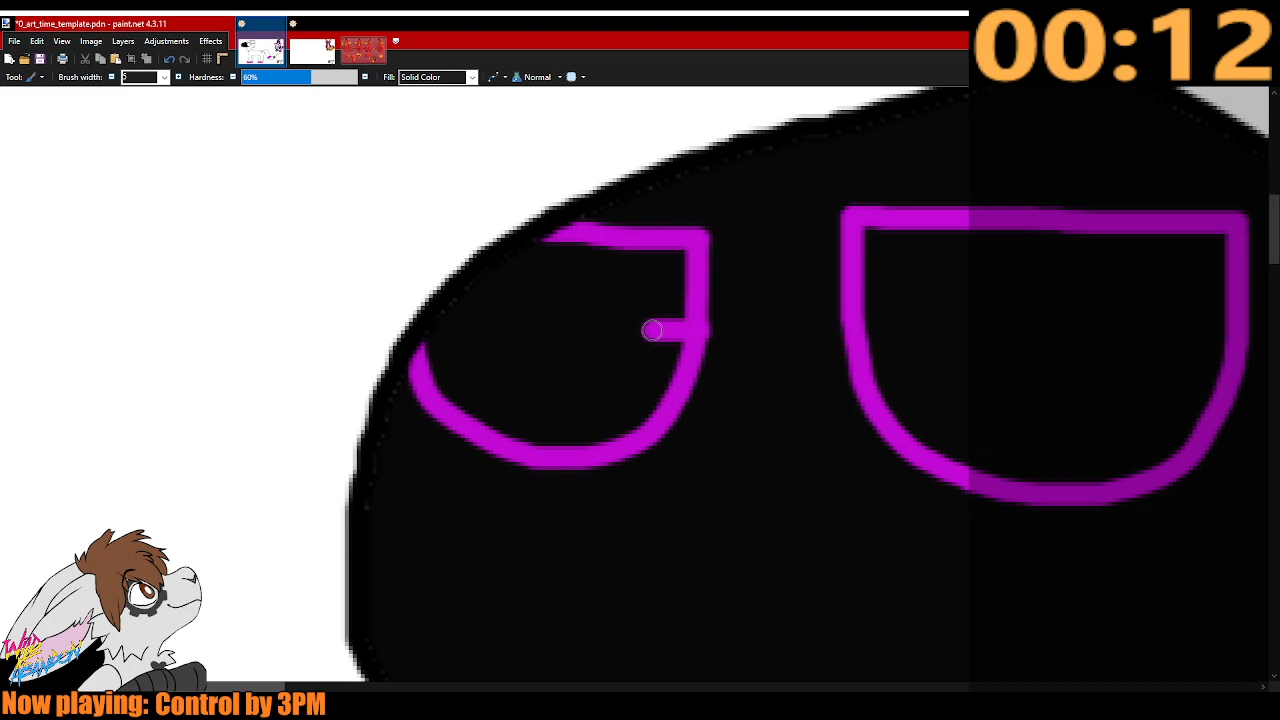 *0_art_time_template.pdn - paint.net 4.3.11
00:12
File Edit View Image Layers Adjustments Effects
Tool: Brush width: 5 Hardness: 60% Fill: Solid Color Normal
Now playing: Control by 3PM